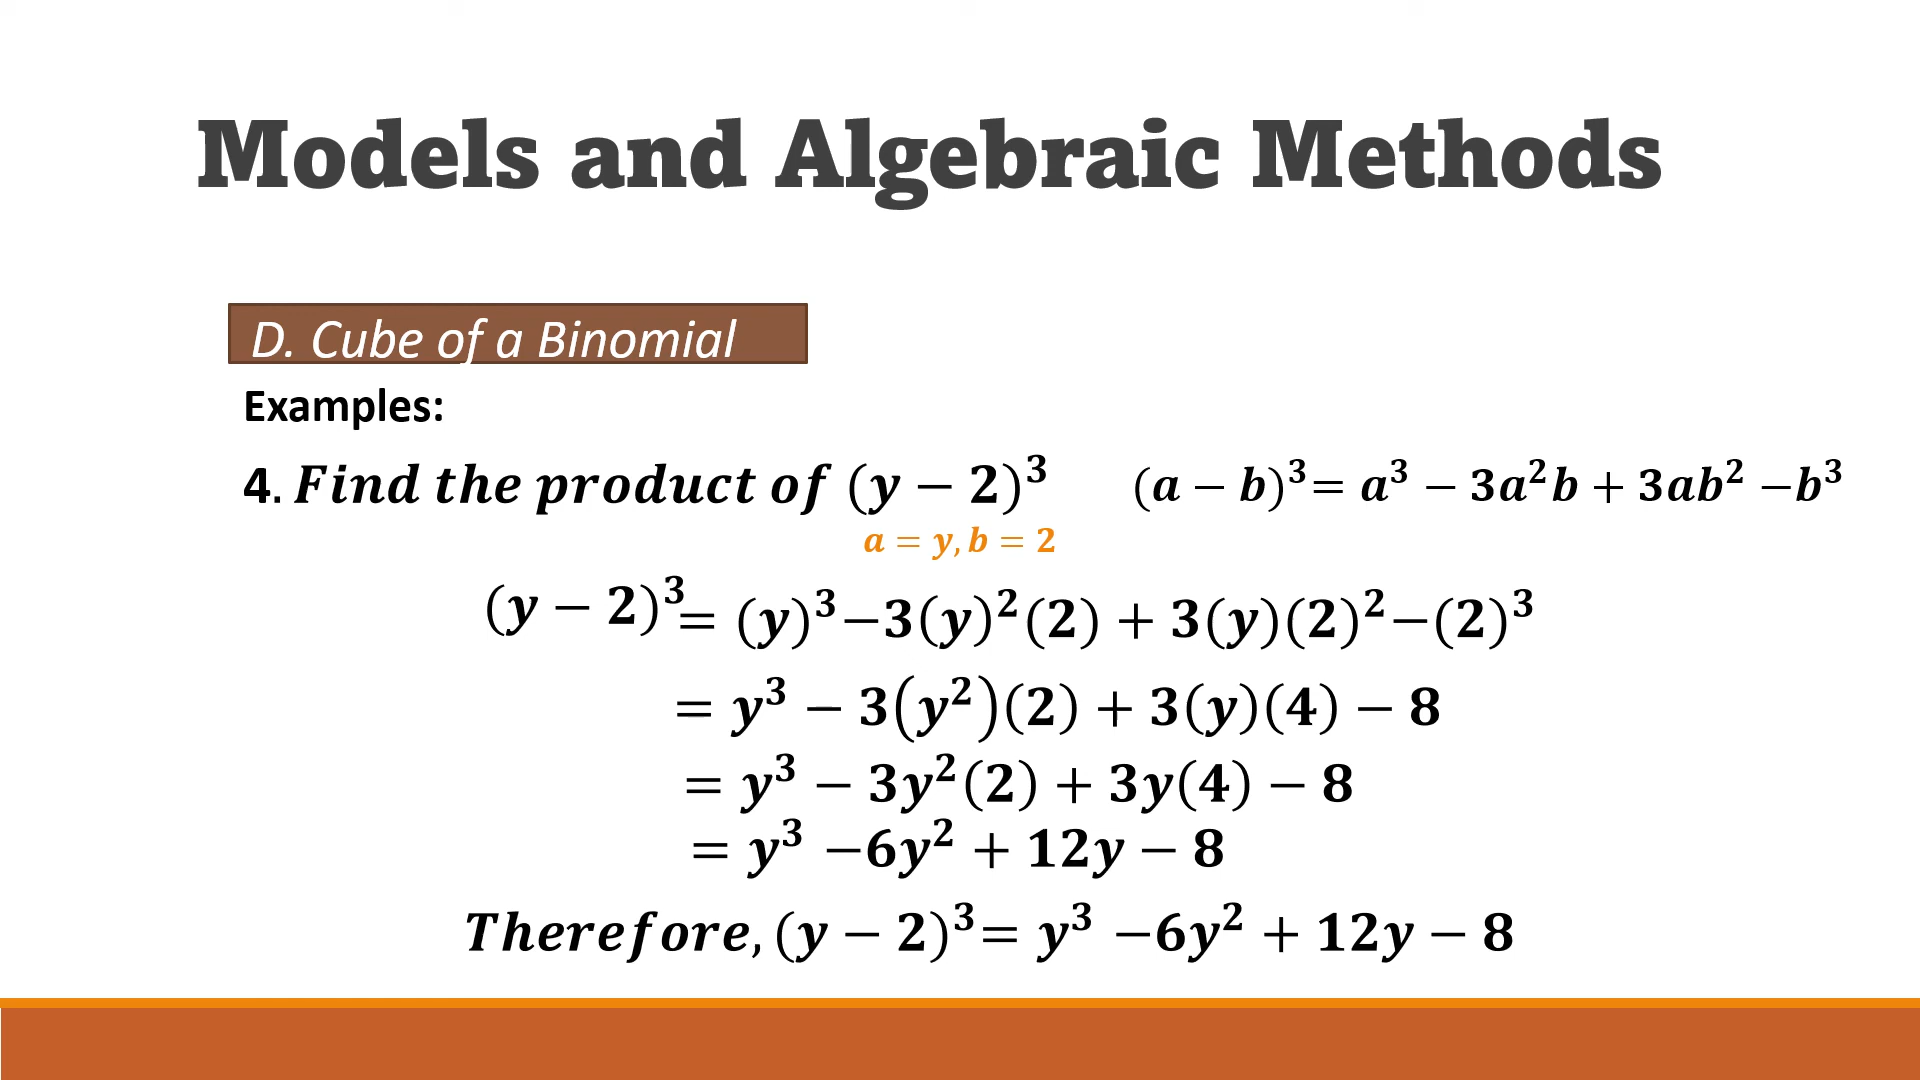 Models and Algebraic Methods
D. Cube of a Binomial
Examples:
4. Find the product of (y − 2)³ (a − b)³= a³ − 3a²b + 3ab² −b³
a = y, b = 2
(y − 2)³= (y)³−3(y)²(2) + 3(y)(2)²−(2)³
= y³ − 3(y²)(2) + 3(y)(4) − 8
= y³ − 3y²(2) + 3y(4) − 8
= y³ −6y² + 12y − 8
Therefore, (y − 2)³= y³ −6y² + 12y − 8